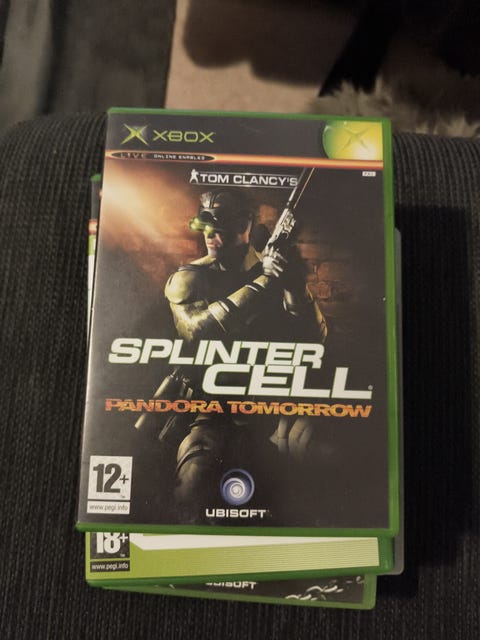 XBOX
LIVE ONLINE ENABLED
PAL
TOM CLANCY'S
SPLINTER
CELL
PANDORA TOMORROW
12+
www.pegi.info
UBISOFT
18+
www.pegi.info
UBISOFT